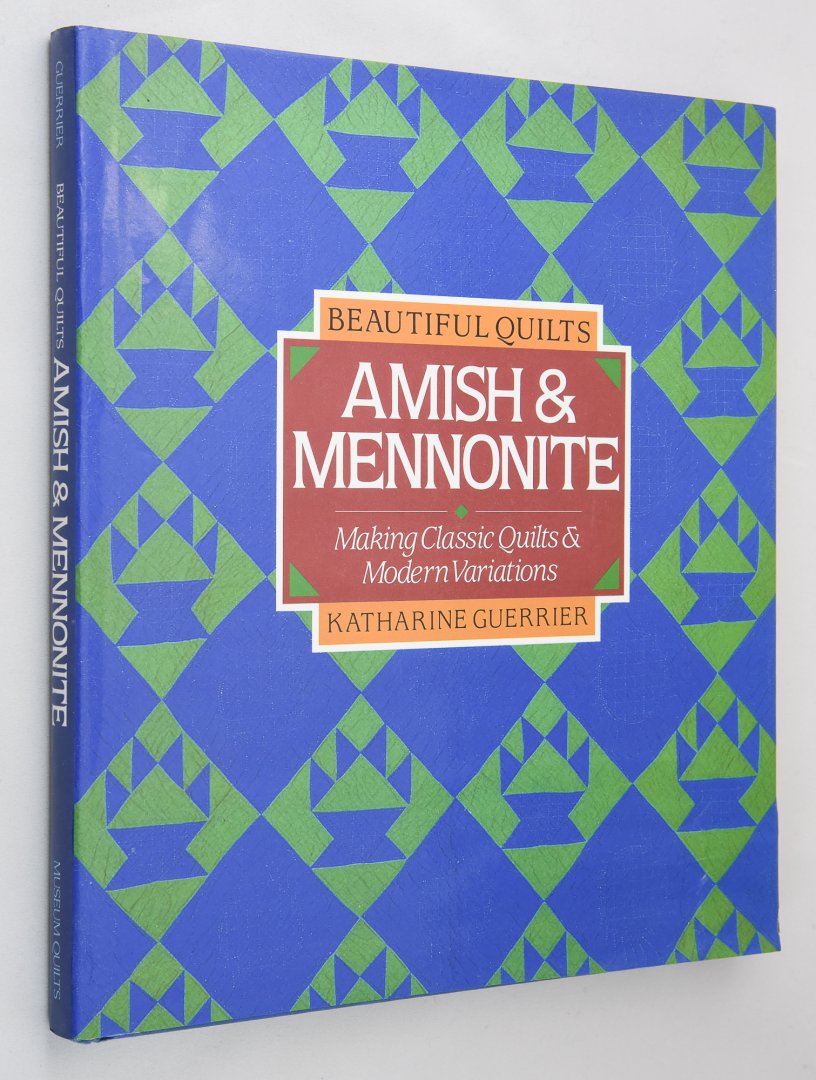 BEAUTIFUL QUILTS
AMISH &
MENNONITE
Making Classic Quilts &
Modern Variations
KATHARINE GUERRIER
GUERRIER BEAUTIFUL QUILTS AMISH & MENNONITE MUSEUM QUILTS